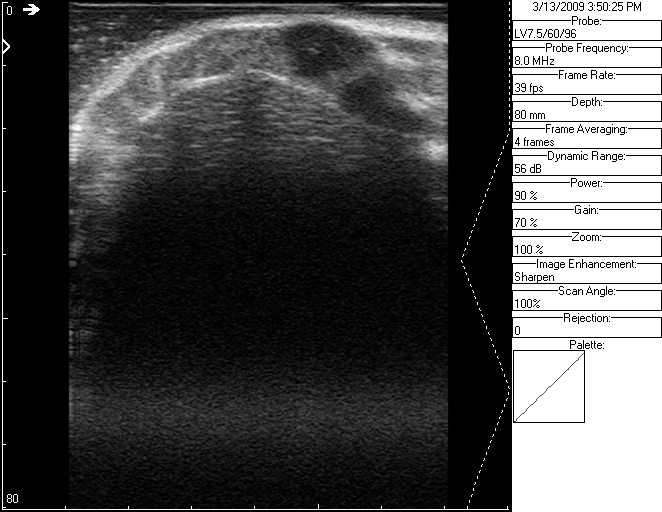 0
80
3/13/2009 3:50:25 PM
Probe:
LV7.5/60/96
Probe Frequency:
8.0 MHz
Frame Rate:
39 fps
Depth:
80 mm
Frame Averaging:
4 frames
Dynamic Range:
56 dB
Power:
90 %
Gain:
70 %
Zoom:
100 %
Image Enhancement:
Sharpen
Scan Angle:
100%
Rejection:
0
Palette: